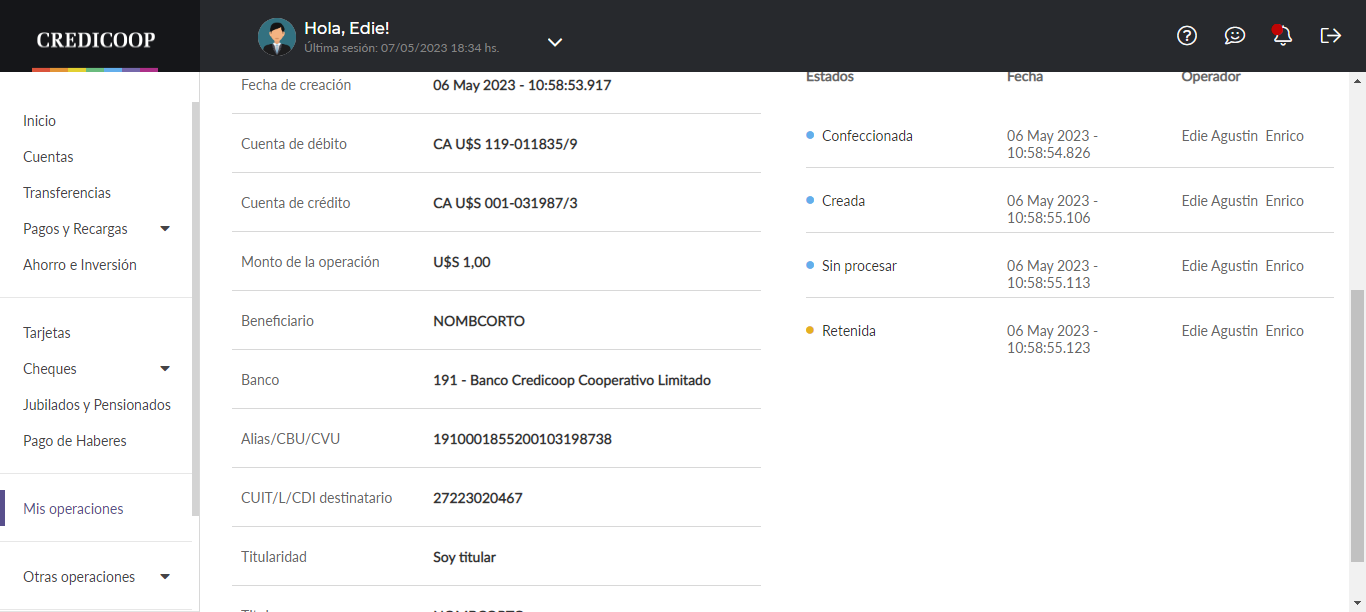 CREDICOOP
Hola, Edie!
Última sesión: 07/05/2023 18:34 hs.
Inicio
Cuentas
Transferencias
Pagos y Recargas
Ahorro e Inversión
Tarjetas
Cheques
Jubilados y Pensionados
Pago de Haberes
Mis operaciones
Otras operaciones
Fecha de creación 06 May 2023 - 10:58:53.917
Cuenta de débito CA U$S 119-011835/9
Cuenta de crédito CA U$S 001-031987/3
Monto de la operación U$S 1,00
Beneficiario NOMBCORTO
Banco 191 - Banco Credicoop Cooperativo Limitado
Alias/CBU/CVU 1910001855200103198738
CUIT/L/CDI destinatario 27223020467
Titularidad Soy titular
Estados Fecha Operador
Confeccionada 06 May 2023 - Edie Agustin Enrico
10:58:54.826
Creada 06 May 2023 - Edie Agustin Enrico
10:58:55.106
Sin procesar 06 May 2023 - Edie Agustin Enrico
10:58:55.113
Retenida 06 May 2023 - Edie Agustin Enrico
10:58:55.123